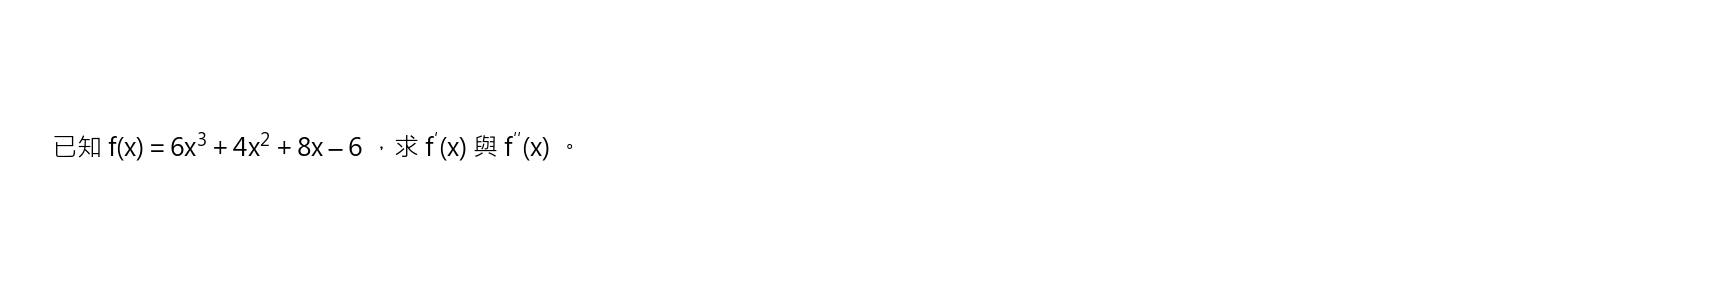 已知 f(x) = 6x³ + 4x² + 8x – 6 ，求 f′(x) 與 f′′(x) 。